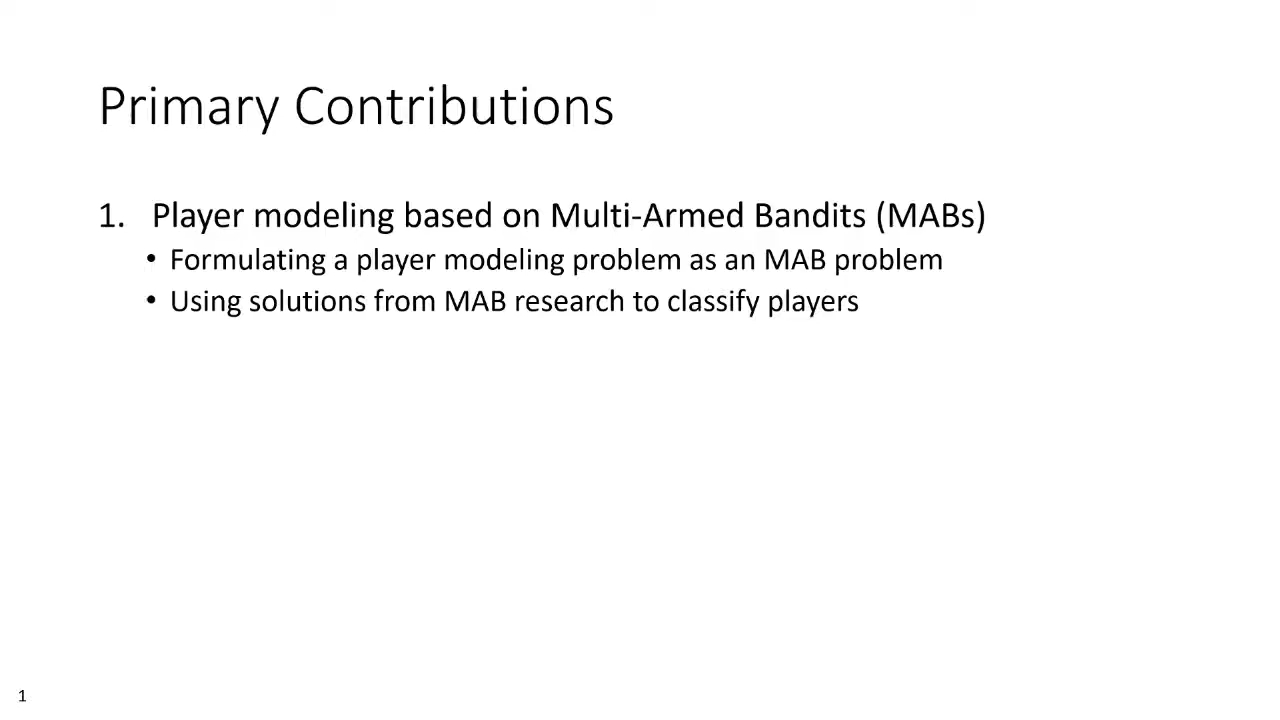 Primary Contributions
1. Player modeling based on Multi-Armed Bandits (MABs)
• Formulating a player modeling problem as an MAB problem
• Using solutions from MAB research to classify players
1